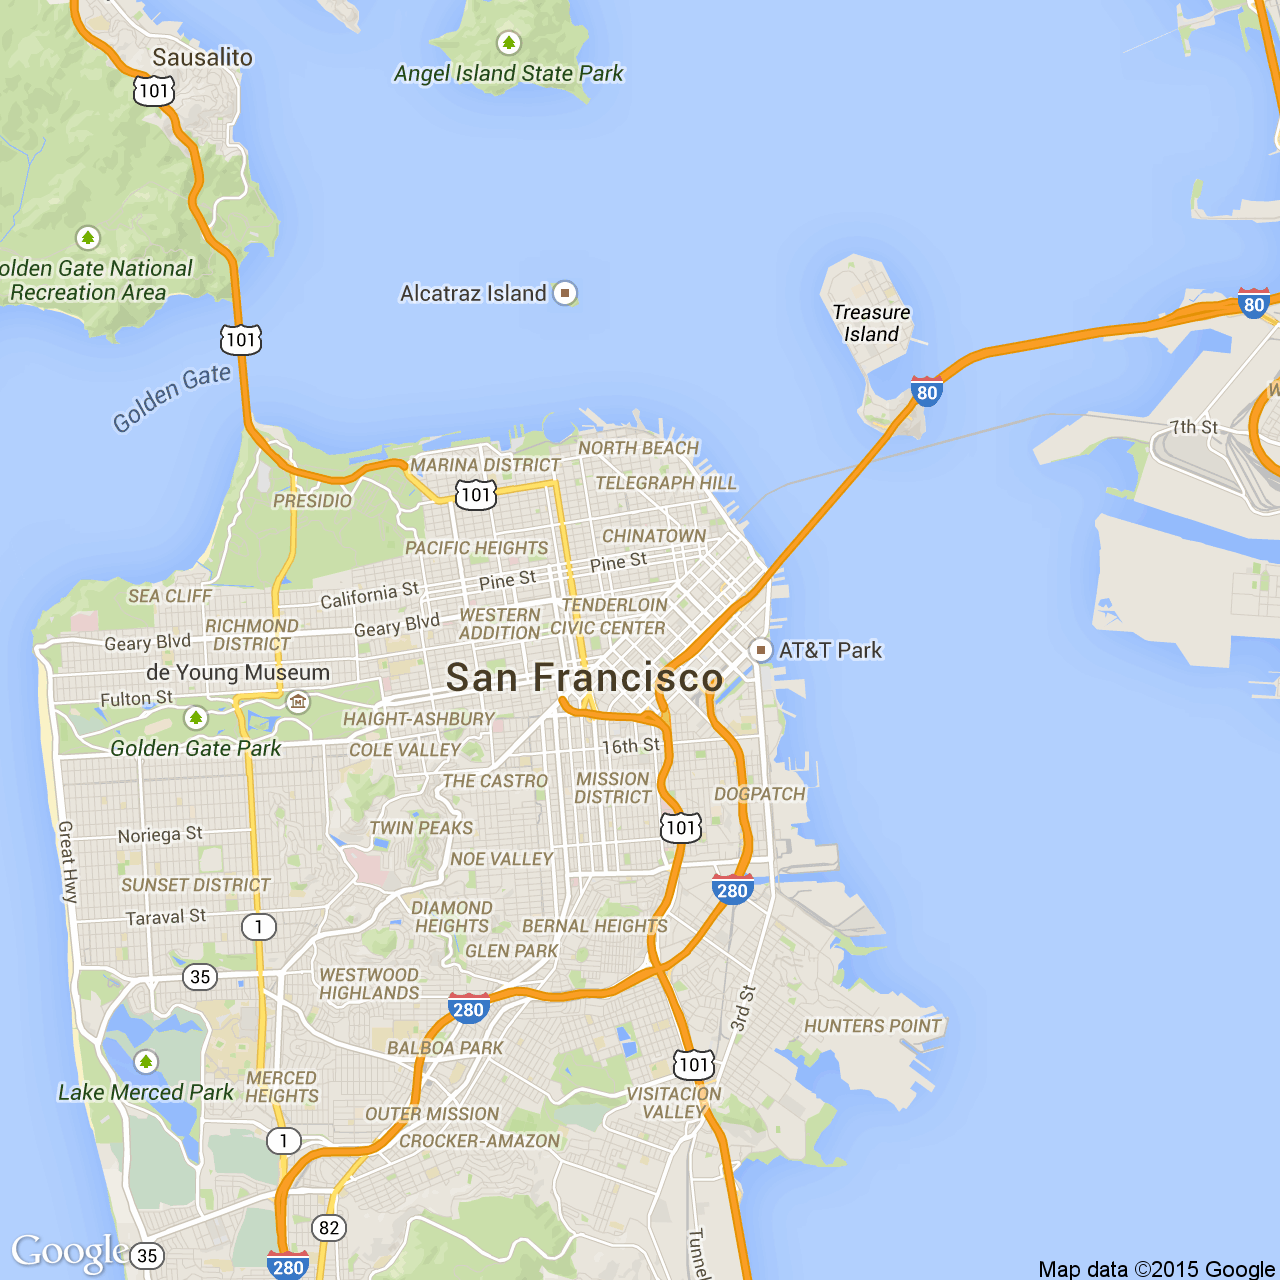 Sausalito
101
Angel Island State Park
olden Gate National
Recreation Area
Alcatraz Island
Treasure
Island
80
101
80
Golden Gate
7th St
W
NORTH BEACH
MARINA DISTRICT
TELEGRAPH HILL
101
PRESIDIO
CHINATOWN
PACIFIC HEIGHTS
Pine St
Pine St
California St
SEA CLIFF
TENDERLOIN
WESTERN
ADDITION
CIVIC CENTER
Geary Blvd
RICHMOND
DISTRICT
Geary Blvd
AT&T Park
de Young Museum
San Francisco
Fulton St
HAIGHT-ASHBURY
Golden Gate Park
COLE VALLEY
16th St
THE CASTRO
MISSION
DISTRICT
DOGPATCH
TWIN PEAKS
101
Noriega St
Great Hwy
NOE VALLEY
SUNSET DISTRICT
280
Taraval St
DIAMOND
HEIGHTS
BERNAL HEIGHTS
1
GLEN PARK
35
WESTWOOD
HIGHLANDS
280
3rd St
HUNTERS POINT
BALBOA PARK
101
Lake Merced Park
MERCED
HEIGHTS
VISITACION
VALLEY
OUTER MISSION
1
CROCKER-AMAZON
82
Tunnel
Google
35
280
Map data ©2015 Google